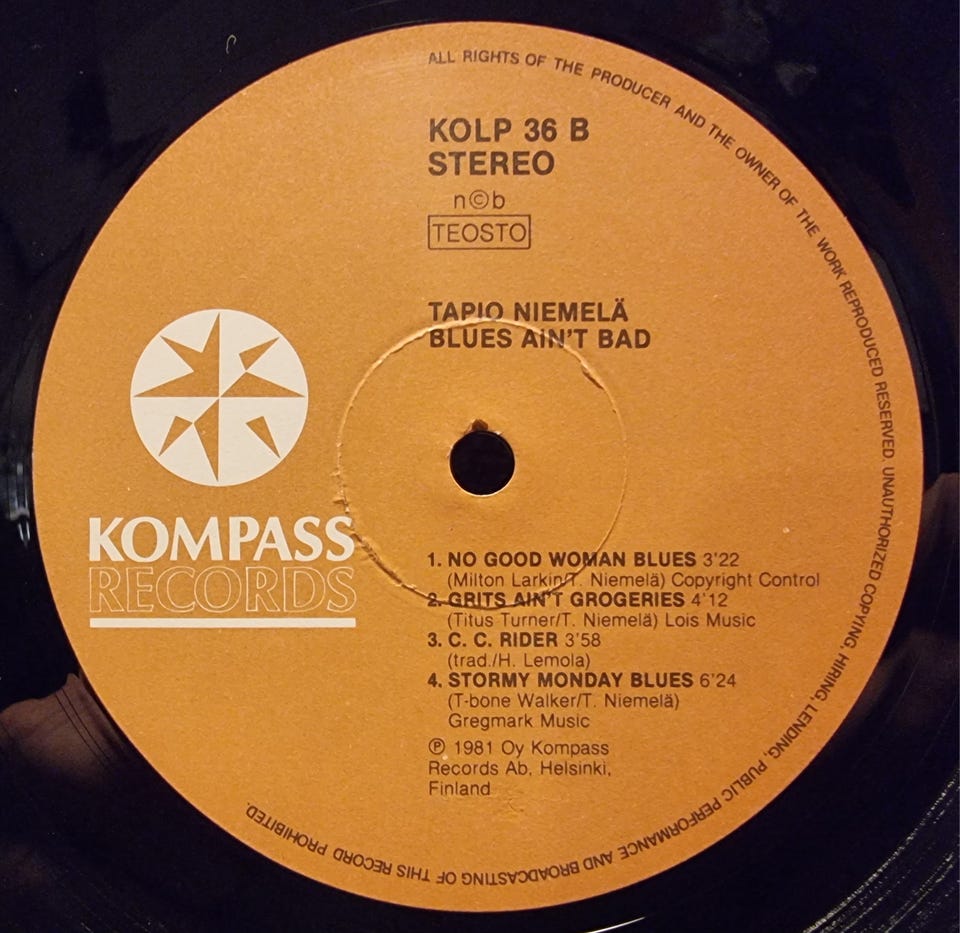 ALL RIGHTS OF THE PRODUCER AND THE OWNER OF THE WORK REPRODUCED RESERVED. UNAUTHORIZED COPYING, HIRING, LENDING, PUBLIC PERFORMANCE AND BROADCASTING OF THIS RECORD PROHIBITED.
KOLP 36 B
STEREO
n©b
TEOSTO
TAPIO NIEMELÄ
BLUES AIN'T BAD
KOMPASS
RECORDS
1. NO GOOD WOMAN BLUES 3'22
(Milton Larkin/T. Niemelä) Copyright Control
2. GRITS AIN'T GROGERIES 4'12
(Titus Turner/T. Niemelä) Lois Music
3. C. C. RIDER 3'58
(trad./H. Lemola)
4. STORMY MONDAY BLUES 6'24
(T-bone Walker/T. Niemelä)
Gregmark Music
℗ 1981 Oy Kompass
Records Ab, Helsinki,
Finland